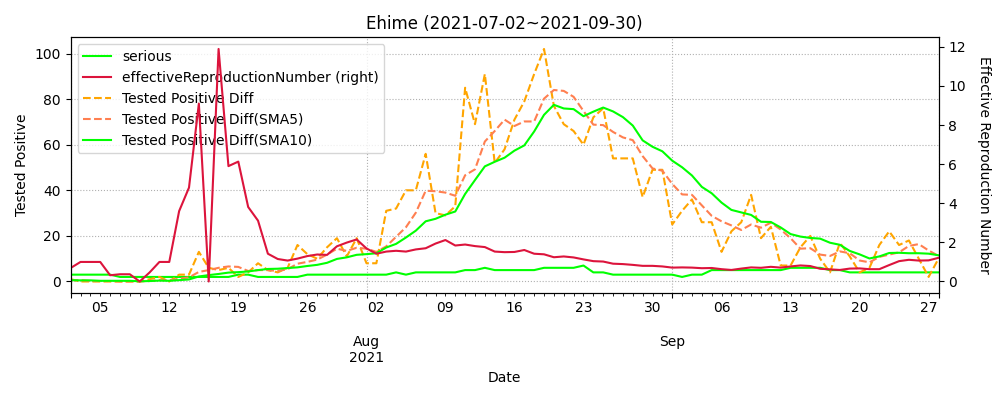 Ehime (2021-07-02~2021-09-30)
serious
effectiveReproductionNumber (right)
Tested Positive Diff
Tested Positive Diff(SMA5)
Tested Positive Diff(SMA10)
Tested Positive
100
80
60
40
20
0
12
10
8
6
4
2
0
Effective Reproduction Number
05 12 19 26 02 09 16 23 30 06 13 20 27
Aug Sep
2021
Date